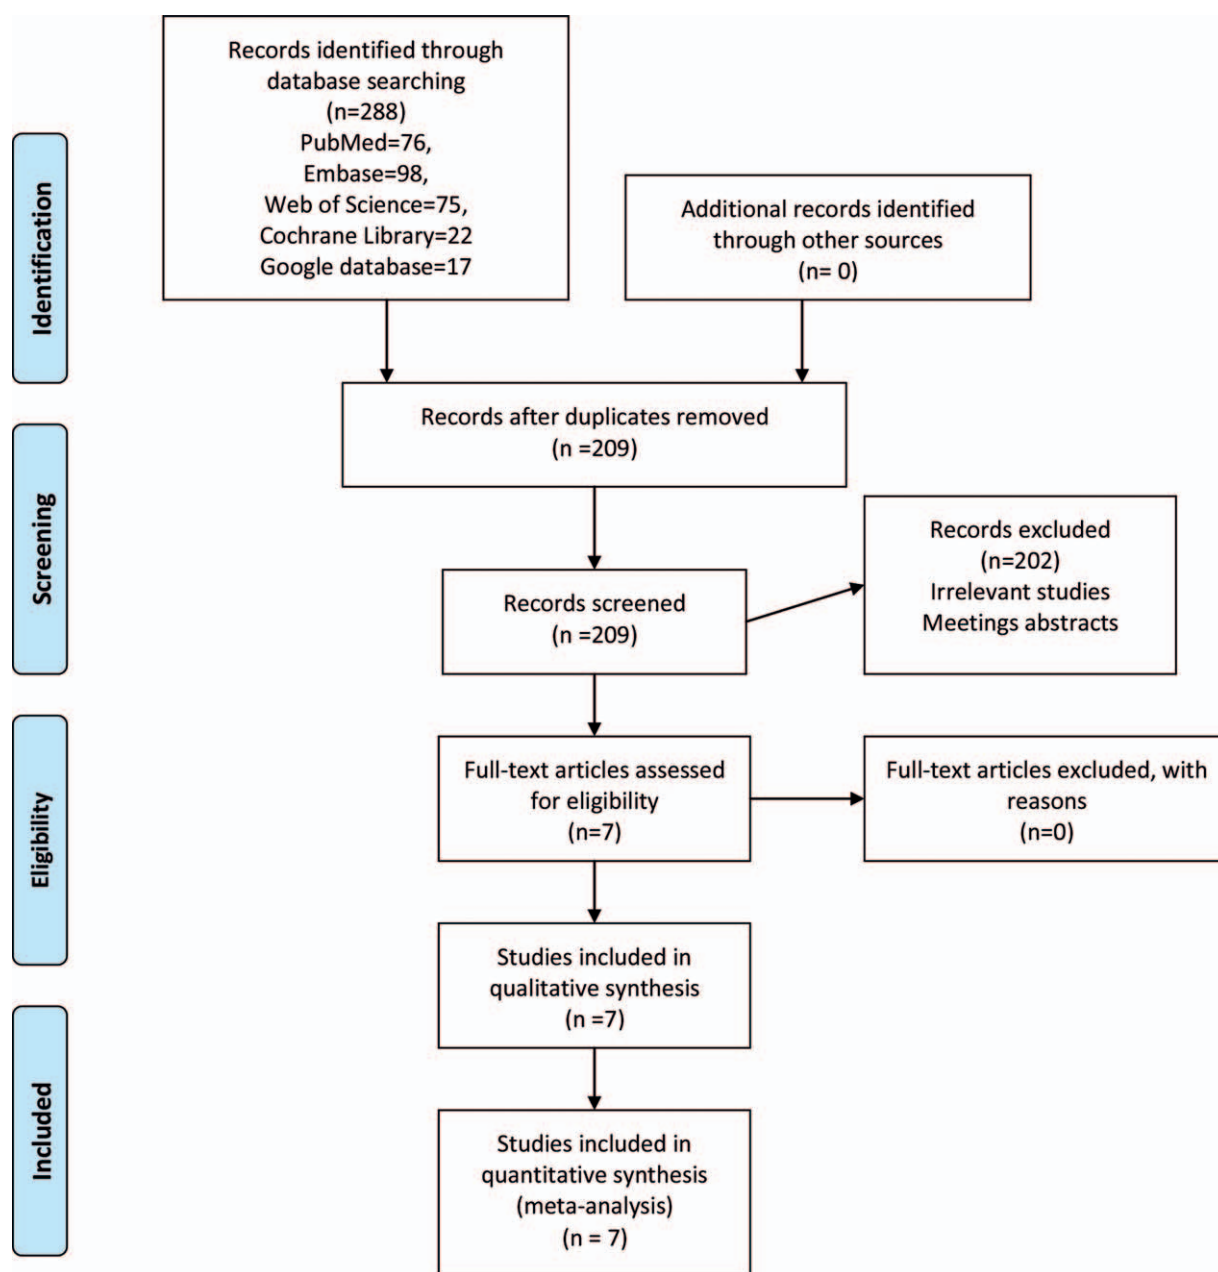 Records identified through
database searching
(n=288)
PubMed=76,
Embase=98,
Web of Science=75,
Cochrane Library=22
Google database=17
Additional records identified
through other sources
(n= 0)
Identification
Records after duplicates removed
(n =209)
Screening
Records screened
(n =209)
Records excluded
(n=202)
Irrelevant studies
Meetings abstracts
Eligibility
Full-text articles assessed
for eligibility
(n=7)
Full-text articles excluded, with
reasons
(n=0)
Studies included in
qualitative synthesis
(n =7)
Included
Studies included in
quantitative synthesis
(meta-analysis)
(n = 7)